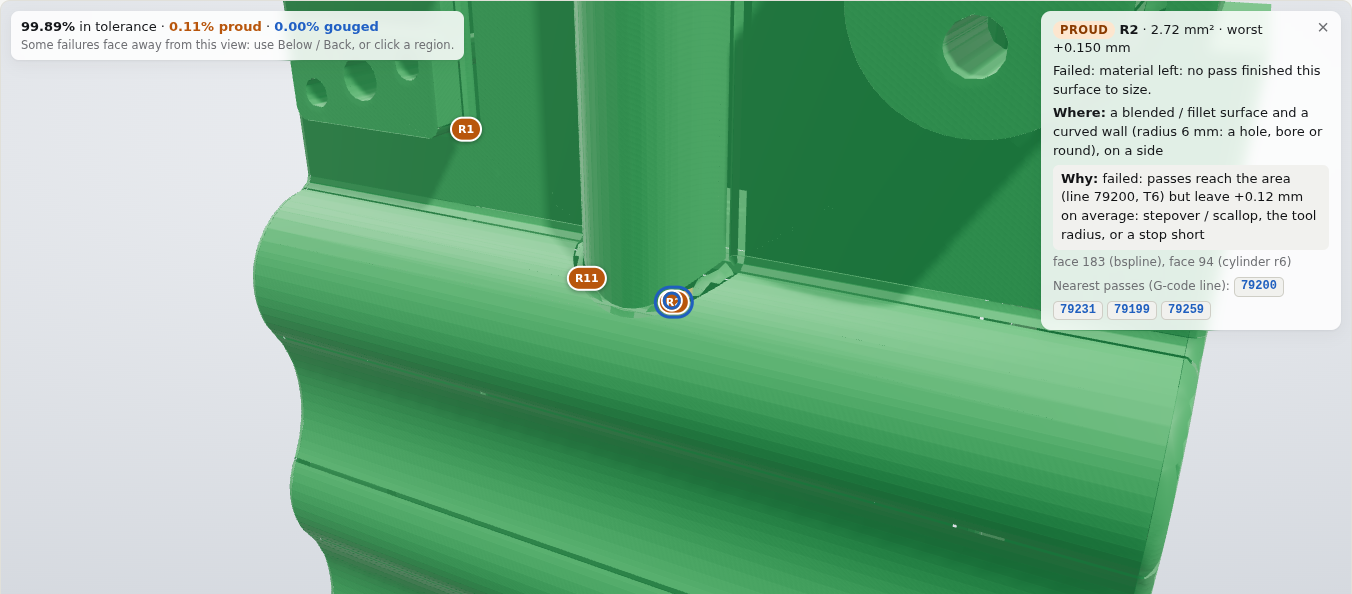 99.89% in tolerance · 0.11% proud · 0.00% gouged
Some failures face away from this view: use Below / Back, or click a region.
PROUD R2 · 2.72 mm² · worst
+0.150 mm
×
Failed: material left: no pass finished this
surface to size.
Where: a blended / fillet surface and a
curved wall (radius 6 mm: a hole, bore or
round), on a side
Why: failed: passes reach the area
(line 79200, T6) but leave +0.12 mm
on average: stepover / scallop, the tool
radius, or a stop short
face 183 (bspline), face 94 (cylinder r6)
Nearest passes (G-code line): 79200
79231 79199 79259
R1
R11